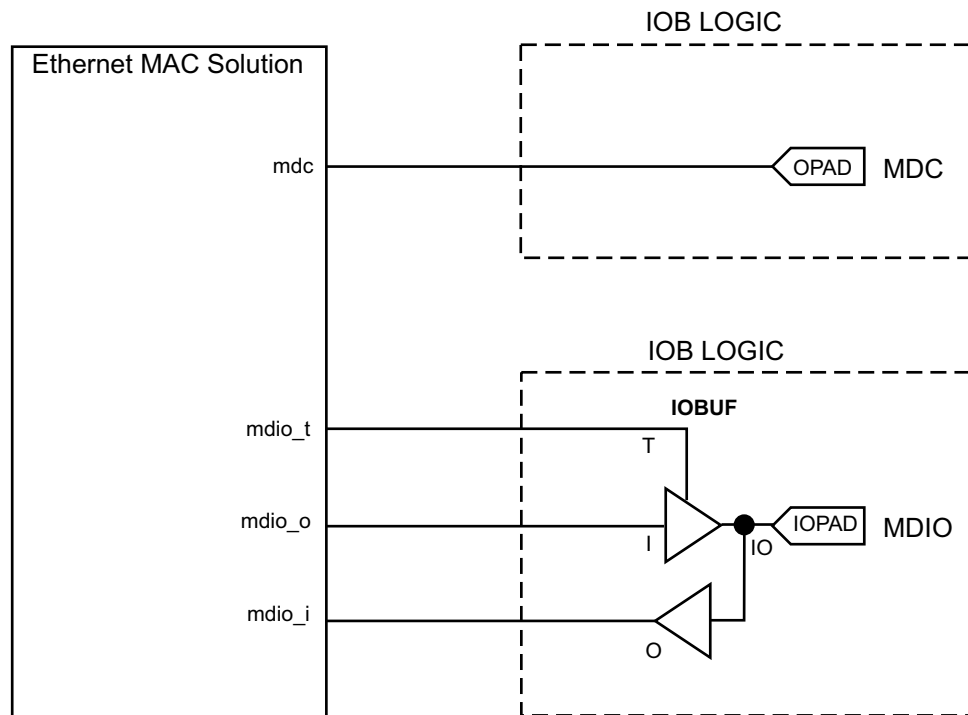 IOB LOGIC
Ethernet MAC Solution
mdc
OPAD
MDC
IOB LOGIC
IOBUF
mdio_t
T
mdio_o
I
IO
IOPAD
MDIO
mdio_i
O